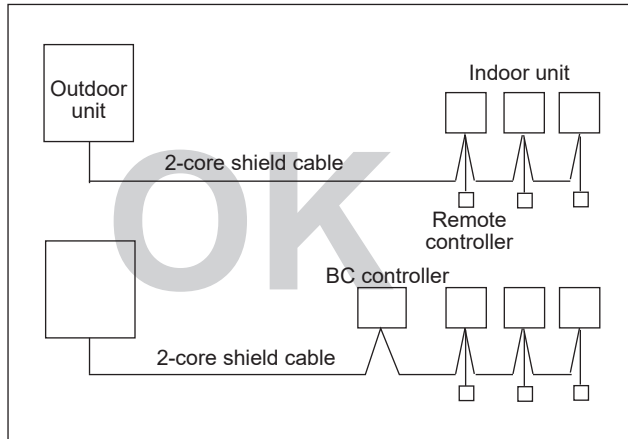 Outdoor
unit
Indoor unit
2-core shield cable
Remote
controller
OK
BC controller
2-core shield cable